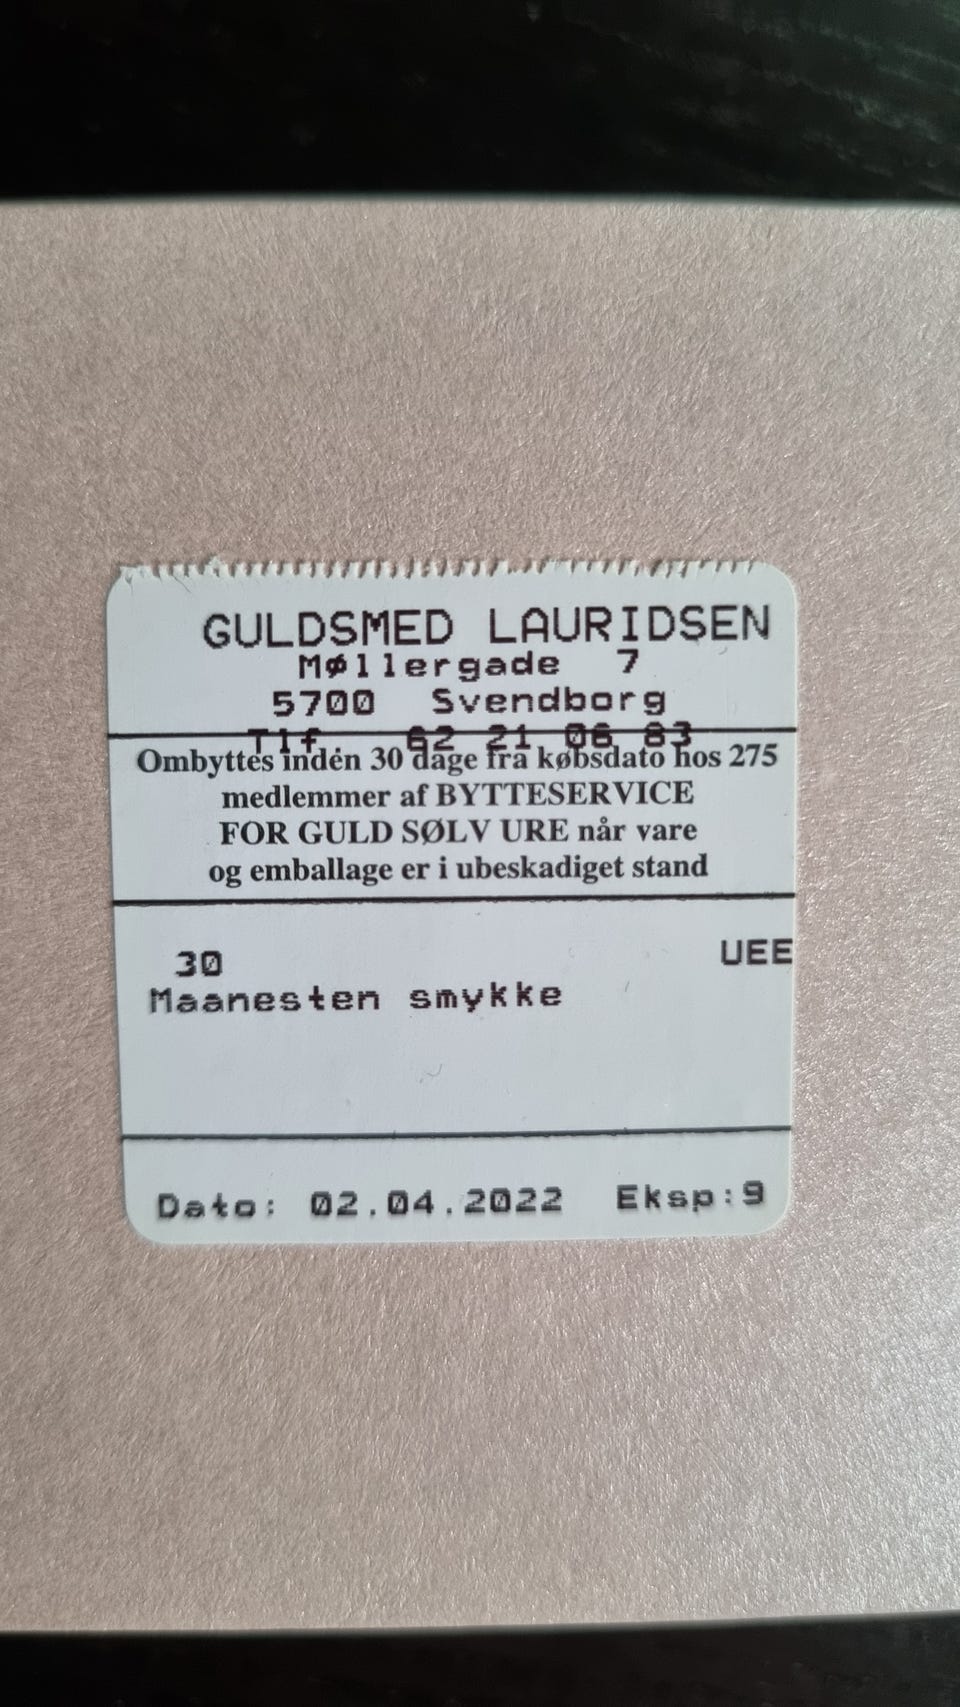 GULDSMED LAURIDSEN
Møllergade 7
5700 Svendborg
Tlf. 62 21 06 83
Ombyttes inden 30 dage fra købsdato hos 275
medlemmer af BYTTESERVICE
FOR GULD SØLV URE når vare
og emballage er i ubeskadiget stand
30 UEE
Maanesten smykke
Dato: 02.04.2022 Eksp:9